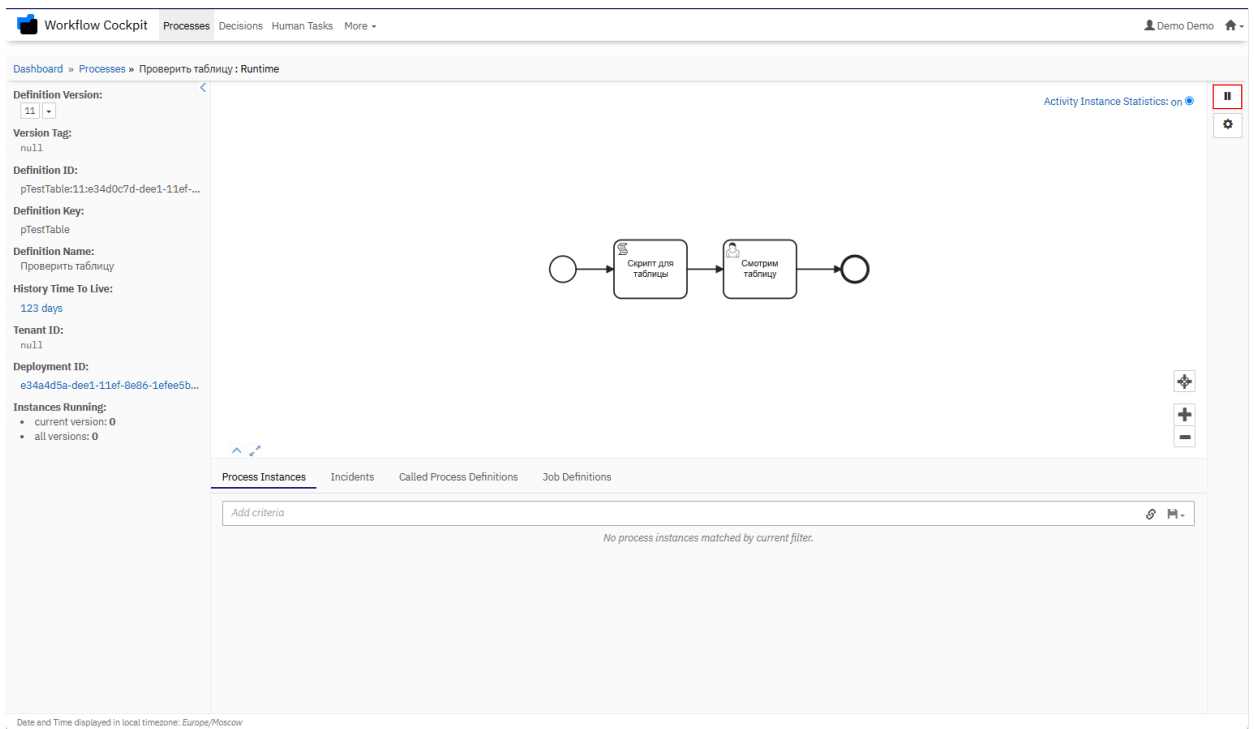 Workflow Cockpit Processes Decisions Human Tasks More Demo Demo
Dashboard » Processes » Проверить таблицу : Runtime
Definition Version:
11
Version Tag:
null
Definition ID:
pTestTable:11:e34d0c7d-dee1-11ef-...
Definition Key:
pTestTable
Definition Name:
Проверить таблицу
History Time To Live:
123 days
Tenant ID:
null
Deployment ID:
e34a4d5a-dee1-11ef-8e86-1efee5b...
Instances Running:
current version: 0
all versions: 0
Activity Instance Statistics: on
Скрипт для
таблицы
Смотрим
таблицу
Process Instances Incidents Called Process Definitions Job Definitions
Add criteria
No process instances matched by current filter.
Date and Time displayed in local timezone: Europe/Moscow